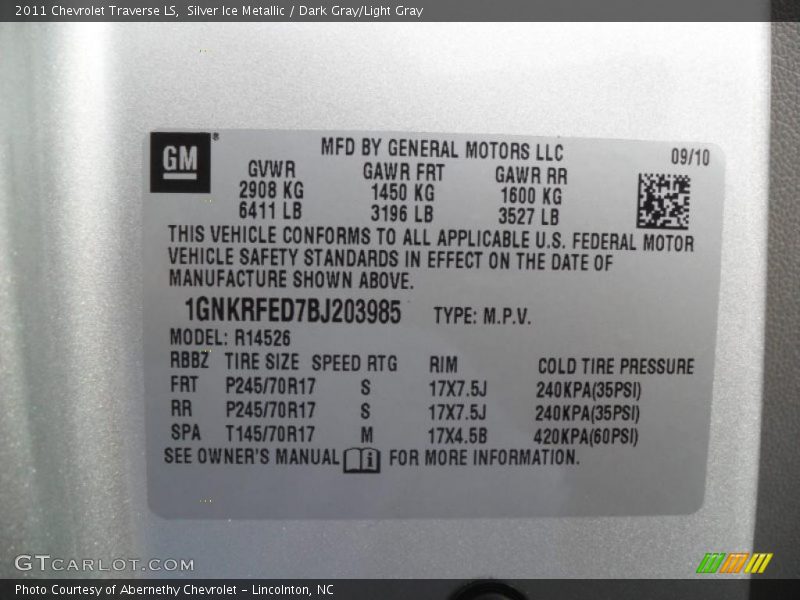 2011 Chevrolet Traverse LS, Silver Ice Metallic / Dark Gray/Light Gray
GM®
MFD BY GENERAL MOTORS LLC 09/10
GVWR GAWR FRT GAWR RR
2908 KG 1450 KG 1600 KG
6411 LB 3196 LB 3527 LB
THIS VEHICLE CONFORMS TO ALL APPLICABLE U.S. FEDERAL MOTOR
VEHICLE SAFETY STANDARDS IN EFFECT ON THE DATE OF
MANUFACTURE SHOWN ABOVE.
1GNKRFED7BJ203985 TYPE: M.P.V.
MODEL: R14526
RBBZ TIRE SIZE SPEED RTG RIM COLD TIRE PRESSURE
FRT P245/70R17 S 17X7.5J 240KPA(35PSI)
RR P245/70R17 S 17X7.5J 240KPA(35PSI)
SPA T145/70R17 M 17X4.5B 420KPA(60PSI)
SEE OWNER'S MANUAL i FOR MORE INFORMATION.
GTCARLOT.COM
Photo Courtesy of Abernethy Chevrolet - Lincolnton, NC